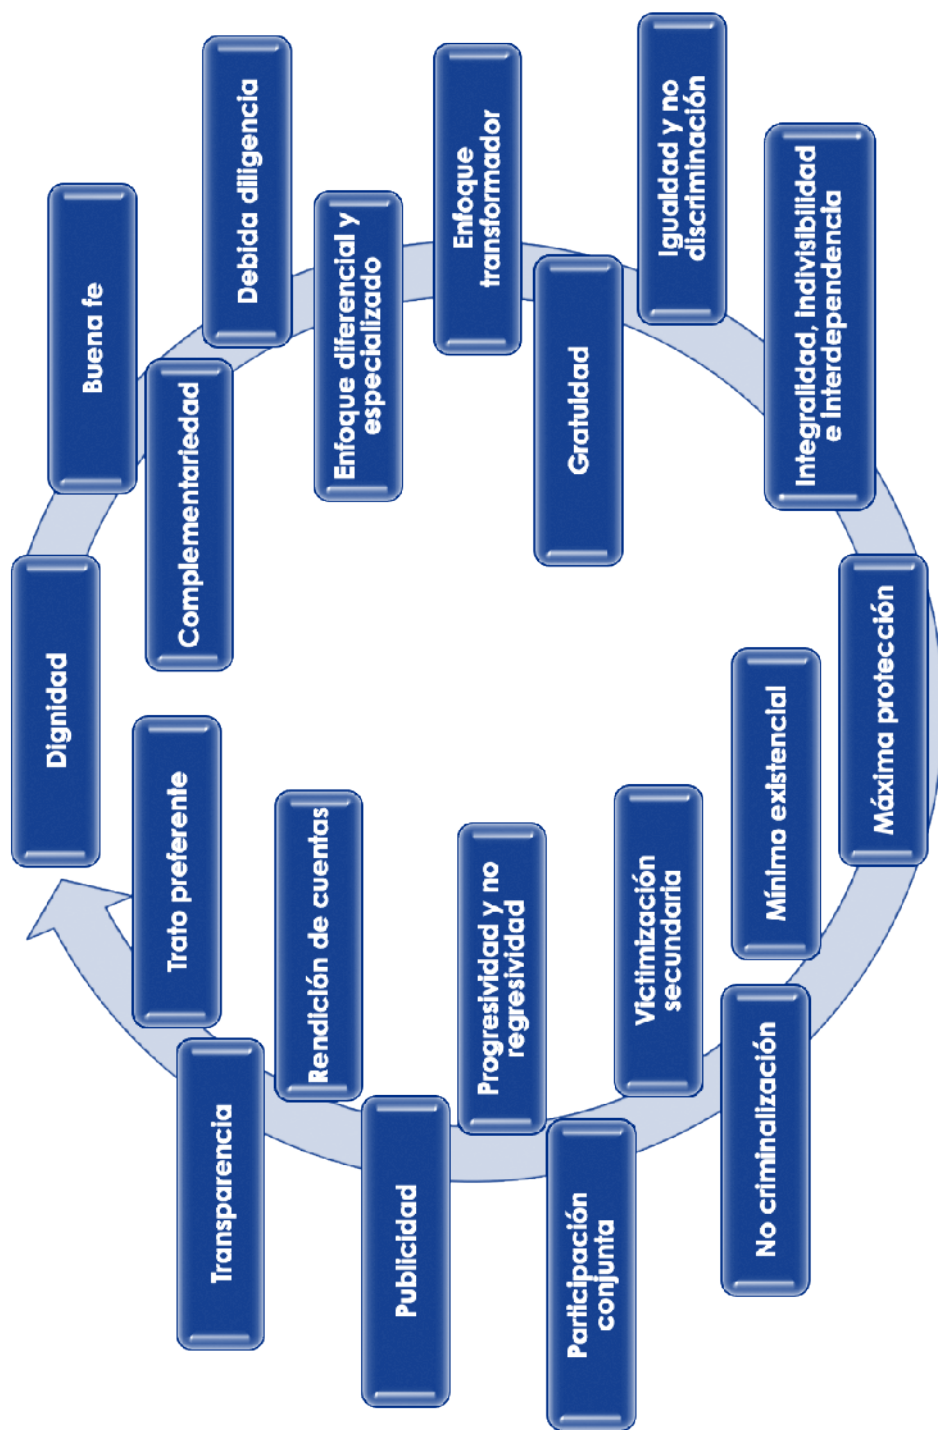 Dignidad
Buena fe
Complementariedad
Debida diligencia
Enfoque diferencial y
especializado
Enfoque
transformador
Gratuidad
Igualdad y no
discriminación
Integralidad, indivisibilidad
e interdependencia
Máxima protección
Mínimo existencial
No criminalización
Victimización
secundaria
Participación
conjunta
Progresividad y no
regresividad
Publicidad
Rendición de cuentas
Transparencia
Trato preferente